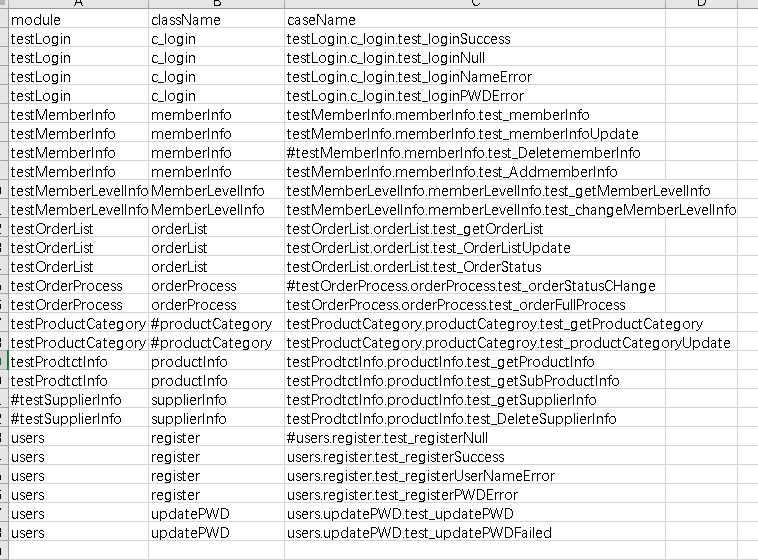 A B C D
module className caseName
testLogin c_login testLogin.c_login.test_loginSuccess
testLogin c_login testLogin.c_login.test_loginNull
testLogin c_login testLogin.c_login.test_loginNameError
testLogin c_login testLogin.c_login.test_loginPWDError
testMemberInfo memberInfo testMemberInfo.memberInfo.test_memberInfo
testMemberInfo memberInfo testMemberInfo.memberInfo.test_memberInfoUpdate
testMemberInfo memberInfo #testMemberInfo.memberInfo.test_DeletememberInfo
testMemberInfo memberInfo testMemberInfo.memberInfo.test_AddmemberInfo
testMemberLevelInfo MemberLevelInfo testMemberLevelInfo.memberLevelInfo.test_getMemberLevelInfo
testMemberLevelInfo MemberLevelInfo testMemberLevelInfo.memberLevelInfo.test_changeMemberLevelInfo
testOrderList orderList testOrderList.orderList.test_getOrderList
testOrderList orderList testOrderList.orderList.test_OrderListUpdate
testOrderList orderList testOrderList.orderList.test_OrderStatus
testOrderProcess orderProcess #testOrderProcess.orderProcess.test_orderStatusCHange
testOrderProcess orderProcess testOrderProcess.orderProcess.test_orderFullProcess
testProductCategory #productCategory testProductCategory.productCategroy.test_getProductCategory
testProductCategory #productCategory testProductCategory.productCategroy.test_productCategoryUpdate
testProdtctInfo productInfo testProdtctInfo.productInfo.test_getProductInfo
testProdtctInfo productInfo testProdtctInfo.productInfo.test_getSubProductInfo
#testSupplierInfo supplierInfo testProdtctInfo.productInfo.test_getSupplierInfo
#testSupplierInfo supplierInfo testProdtctInfo.productInfo.test_DeleteSupplierInfo
users register #users.register.test_registerNull
users register users.register.test_registerSuccess
users register users.register.test_registerUserNameError
users register users.register.test_registerPWDError
users updatePWD users.updatePWD.test_updatePWD
users updatePWD users.updatePWD.test_updatePWDFailed